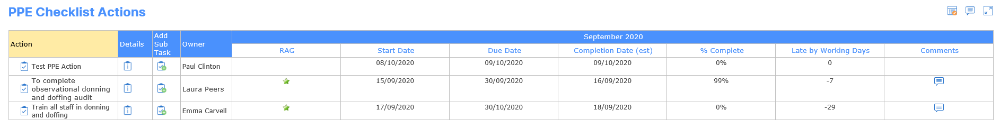 PPE Checklist Actions
Action Details Add Sub Task Owner September 2020
RAG Start Date Due Date Completion Date (est) % Complete Late by Working Days Comments
Test PPE Action Paul Clinton 08/10/2020 09/10/2020 09/10/2020 0% 0
To complete observational donning and doffing audit Laura Peers 15/09/2020 30/09/2020 16/09/2020 99% -7
Train all staff in donning and doffing Emma Carvell 17/09/2020 30/10/2020 18/09/2020 0% -29